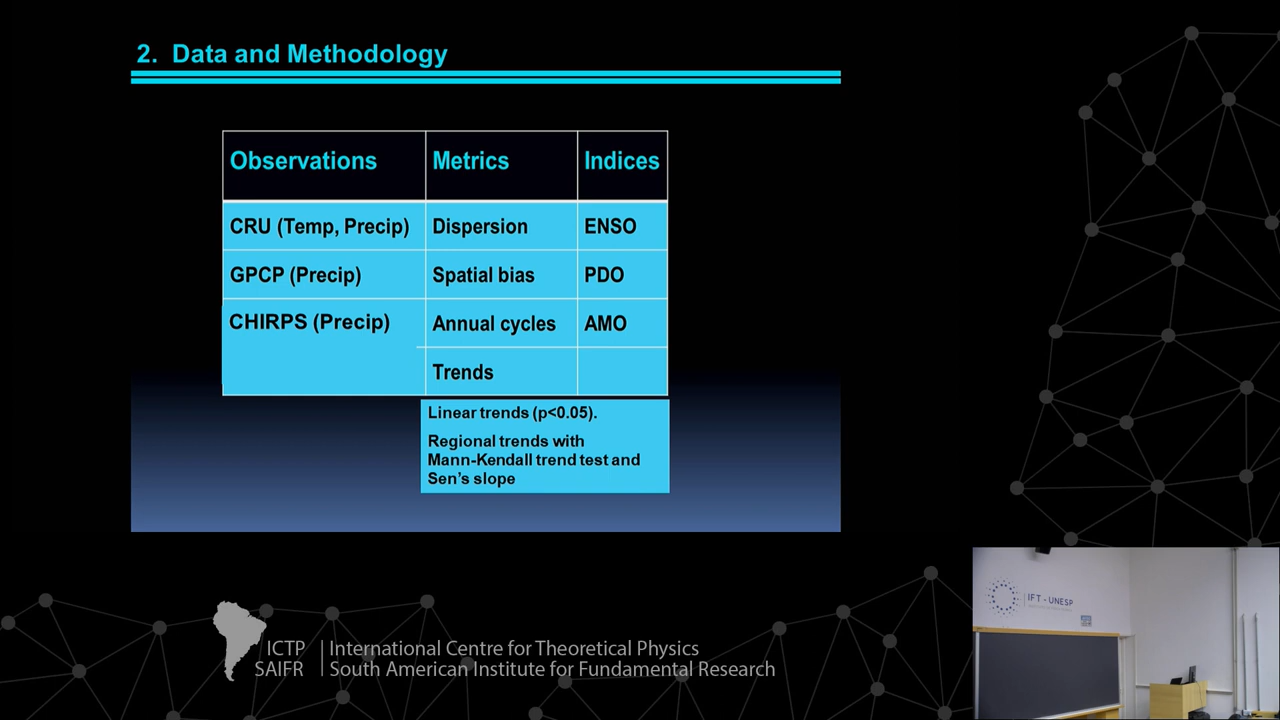 2. Data and Methodology
Observations Metrics Indices
CRU (Temp, Precip) Dispersion ENSO
GPCP (Precip) Spatial bias PDO
CHIRPS (Precip) Annual cycles AMO
Trends
Linear trends (p<0.05).
Regional trends with
Mann-Kendall trend test and
Sen's slope
IFT - UNESP
ICTP International Centre for Theoretical Physics
SAIFR South American Institute for Fundamental Research